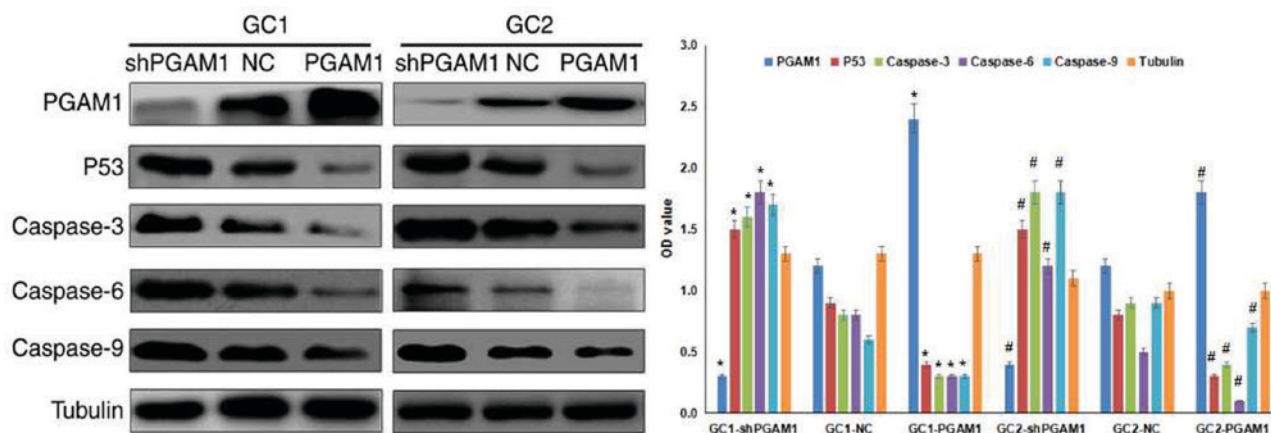 GC1 GC2
shPGAM1 NC PGAM1 shPGAM1 NC PGAM1
PGAM1
P53
Caspase-3
Caspase-6
Caspase-9
Tubulin
3.0
PGAM1 P53 Caspase-3 Caspase-6 Caspase-9 Tubulin
2.5
2.0
1.5
1.0
0.5
0.0
OD value
* * * * *
* * * * *
# # # # #
# # # # #
GC1-shPGAM1 GC1-NC GC1-PGAM1 GC2-shPGAM1 GC2-NC GC2-PGAM1